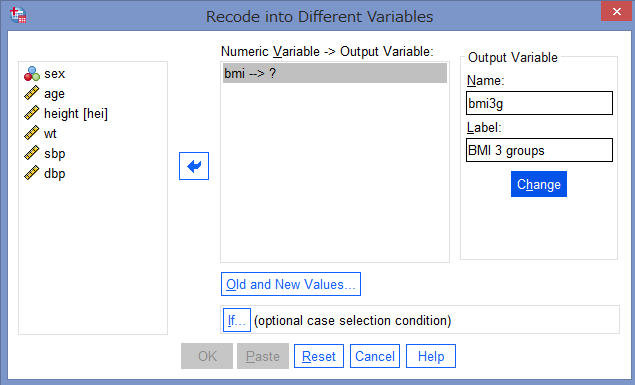 Recode into Different Variables
sex
age
height [hei]
wt
sbp
dbp
Numeric Variable -> Output Variable:
bmi --> ?
Output Variable
Name:
bmi3g
Label:
BMI 3 groups
Change
Old and New Values...
If... (optional case selection condition)
OK Paste Reset Cancel Help